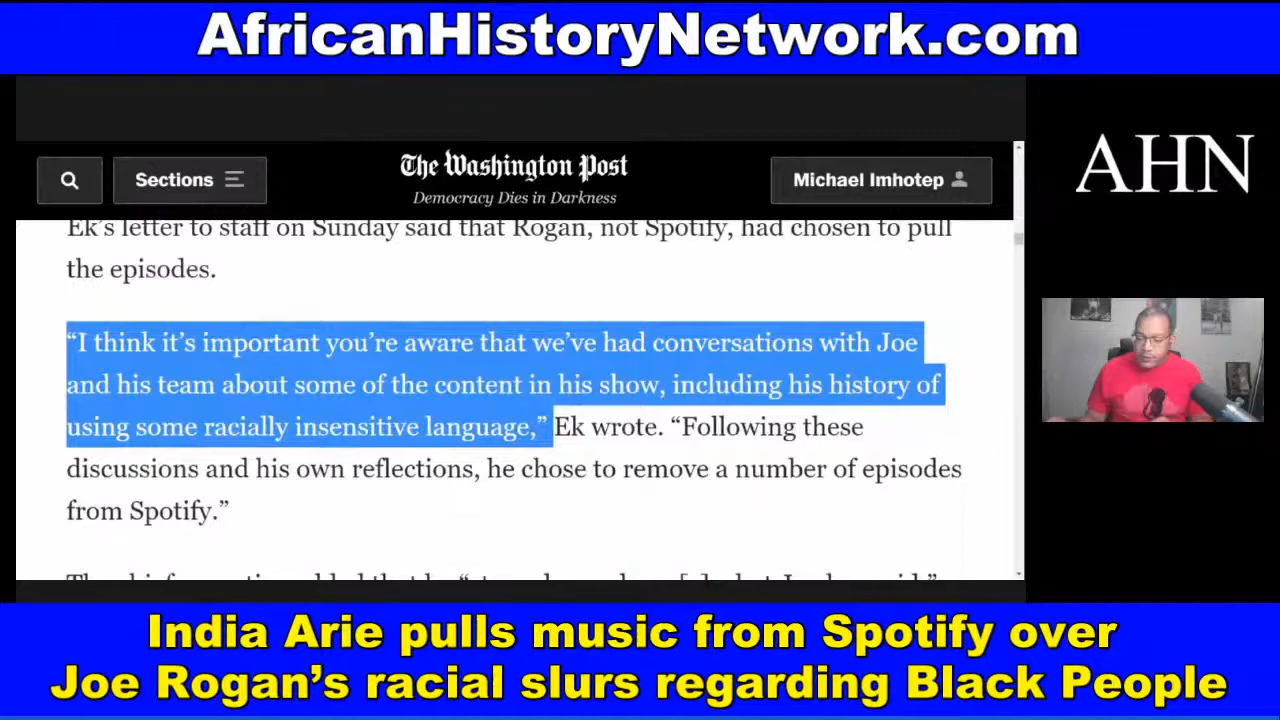 AfricanHistoryNetwork.com
AHN
Sections
The Washington Post
Democracy Dies in Darkness
Michael Imhotep
Ek’s letter to staff on Sunday said that Rogan, not Spotify, had chosen to pull
the episodes.
“I think it’s important you’re aware that we’ve had conversations with Joe
and his team about some of the content in his show, including his history of
using some racially insensitive language,” Ek wrote. “Following these
discussions and his own reflections, he chose to remove a number of episodes
from Spotify.”
India Arie pulls music from Spotify over
Joe Rogan’s racial slurs regarding Black People